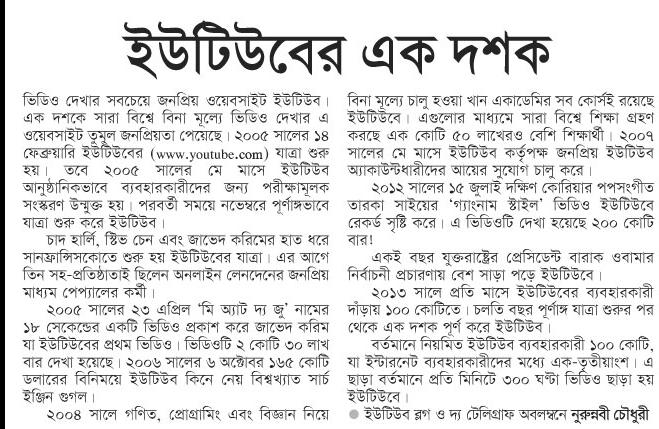 ইউটিউবের এক দশক
ভিডিও দেখার সবচেয়ে জনপ্রিয় ওয়েবসাইট ইউটিউব।
এক দশকে সারা বিশ্বে বিনা মূল্যে ভিডিও দেখার এ
ওয়েবসাইট তুমুল জনপ্রিয়তা পেয়েছে। ২০০৫ সালের ১৪
ফেব্রুয়ারি ইউটিউবের (www.youtube.com) যাত্রা শুরু
হয়। তবে ২০০৫ সালের মে মাসে ইউটিউব
আনুষ্ঠানিকভাবে ব্যবহারকারীদের জন্য পরীক্ষামূলক
সংস্করণ উন্মুক্ত হয়। পরবর্তী সময়ে নভেম্বরে পূর্ণাঙ্গভাবে
যাত্রা শুরু করে ইউটিউব।
চাদ হার্লি, স্টিভ চেন এবং জাভেদ করিমের হাত ধরে
সানফ্রান্সিসকোতে শুরু হয় ইউটিউবের যাত্রা। এর আগে
তিন সহ-প্রতিষ্ঠাতাই ছিলেন অনলাইন লেনদেনের জনপ্রিয়
মাধ্যম পেপ্যালের কর্মী।
২০০৫ সালের ২৩ এপ্রিল ‘মি অ্যাট দ্য জু’ নামের
১৮ সেকেন্ডের একটি ভিডিও প্রকাশ করে জাভেদ করিম
যা ইউটিউবের প্রথম ভিডিও। ভিডিওটি ২ কোটি ৩০ লাখ
বার দেখা হয়েছে। ২০০৬ সালের ৬ অক্টোবর ১৬৫ কোটি
ডলারের বিনিময়ে ইউটিউব কিনে নেয় বিশ্বখ্যাত সার্চ
ইঞ্জিন গুগল।
২০০৪ সালে গণিত, প্রোগ্রামিং এবং বিজ্ঞান নিয়ে
বিনা মূল্যে চালু হওয়া খান একাডেমির সব কোর্সই রয়েছে
ইউটিউবে। এগুলোর মাধ্যমে সারা বিশ্বে শিক্ষা গ্রহণ
করছে এক কোটি ৫০ লাখেরও বেশি শিক্ষার্থী। ২০০৭
সালের মে মাসে ইউটিউব কর্তৃপক্ষ জনপ্রিয় ইউটিউব
অ্যাকাউন্টধারীদের আয়ের সুযোগ চালু করে।
২০১২ সালের ১৫ জুলাই দক্ষিণ কোরিয়ার পপসংগীত
তারকা সাইয়ের ‘গ্যাংনাম স্টাইল’ ভিডিও ইউটিউবে
রেকর্ড সৃষ্টি করে। এ ভিডিওটি দেখা হয়েছে ২০০ কোটি
বার!
একই বছর যুক্তরাষ্ট্রের প্রেসিডেন্ট বারাক ওবামার
নির্বাচনী প্রচারণায় বেশ সাড়া পড়ে ইউটিউবে।
২০১৩ সালে প্রতি মাসে ইউটিউবের ব্যবহারকারী
দাঁড়ায় ১০০ কোটিতে। চলতি বছর পূর্ণাঙ্গ যাত্রা শুরুর পর
থেকে এক দশক পূর্ণ করে ইউটিউব।
বর্তমানে নিয়মিত ইউটিউব ব্যবহারকারী ১০০ কোটি,
যা ইন্টারনেট ব্যবহারকারীদের মধ্যে এক-তৃতীয়াংশ। এ
ছাড়া বর্তমানে প্রতি মিনিটে ৩০০ ঘণ্টা ভিডিও ছাড়া হয়
ইউটিউবে।
● ইউটিউব ব্লগ ও দ্য টেলিগ্রাফ অবলম্বনে নুরুন্নবী চৌধুরী